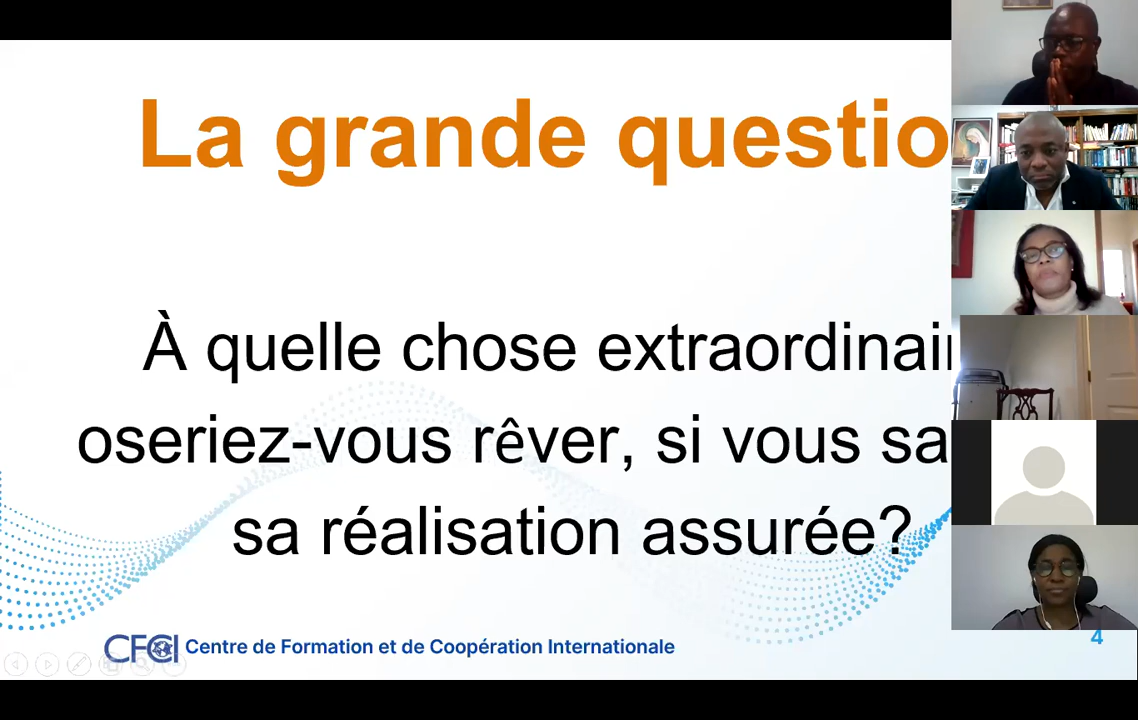 La grande questio
À quelle chose extraordinair
oseriez-vous rêver, si vous sa
sa réalisation assurée?
CFCI Centre de Formation et de Coopération Internationale
4